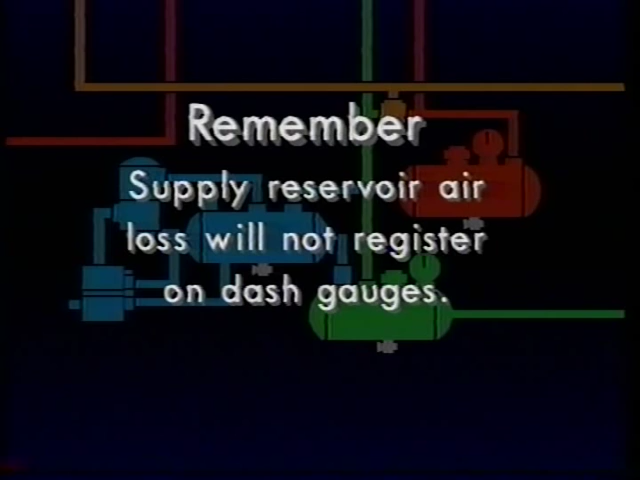 Remember
Supply reservoir air
loss will not register
on dash gauges.